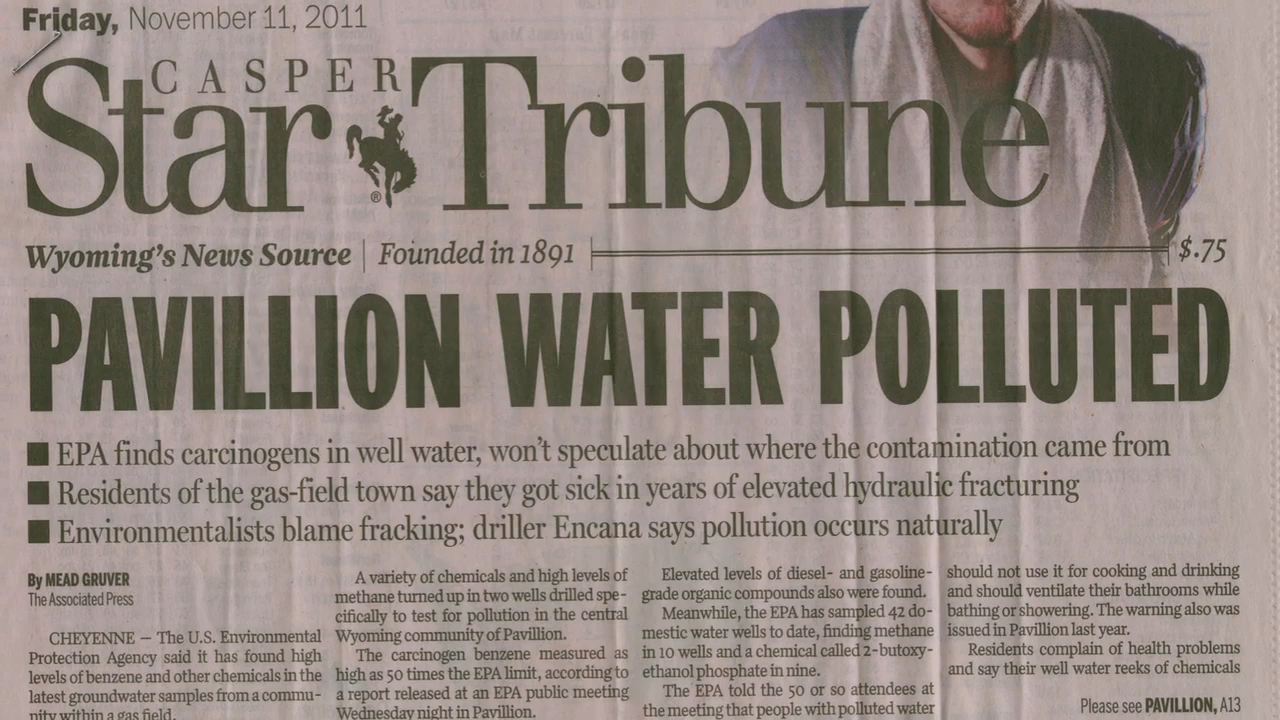 Friday, November 11, 2011
CASPER
Star Tribune
®
Wyoming's News Source | Founded in 1891
$.75
PAVILLION WATER POLLUTED
■ EPA finds carcinogens in well water, won't speculate about where the contamination came from
■ Residents of the gas-field town say they got sick in years of elevated hydraulic fracturing
■ Environmentalists blame fracking; driller Encana says pollution occurs naturally
By MEAD GRUVER
The Associated Press
CHEYENNE — The U.S. Environmental
Protection Agency said it has found high
levels of benzene and other chemicals in the
latest groundwater samples from a commu-
nity within a gas field.
A variety of chemicals and high levels of
methane turned up in two wells drilled spe-
cifically to test for pollution in the central
Wyoming community of Pavillion.
The carcinogen benzene measured as
high as 50 times the EPA limit, according to
a report released at an EPA public meeting
Wednesday night in Pavillion.
Elevated levels of diesel- and gasoline-
grade organic compounds also were found.
Meanwhile, the EPA has sampled 42 do-
mestic water wells to date, finding methane
in 10 wells and a chemical called 2-butoxy-
ethanol phosphate in nine.
The EPA told the 50 or so attendees at
the meeting that people with polluted water
should not use it for cooking and drinking
and should ventilate their bathrooms while
bathing or showering. The warning also was
issued in Pavillion last year.
Residents complain of health problems
and say their well water reeks of chemicals
Please see PAVILLION, A13